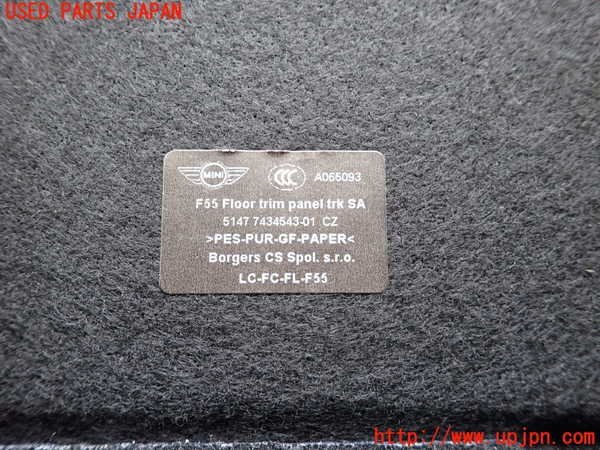 USED PARTS JAPAN
MINI
CCC
A065093
F55 Floor trim panel trk SA
5147 7434543-01 CZ
>PES-PUR-GF-PAPER<
Borgers CS Spol. s.r.o.
LC-FC-FL-F55
http://www.upjpn.com